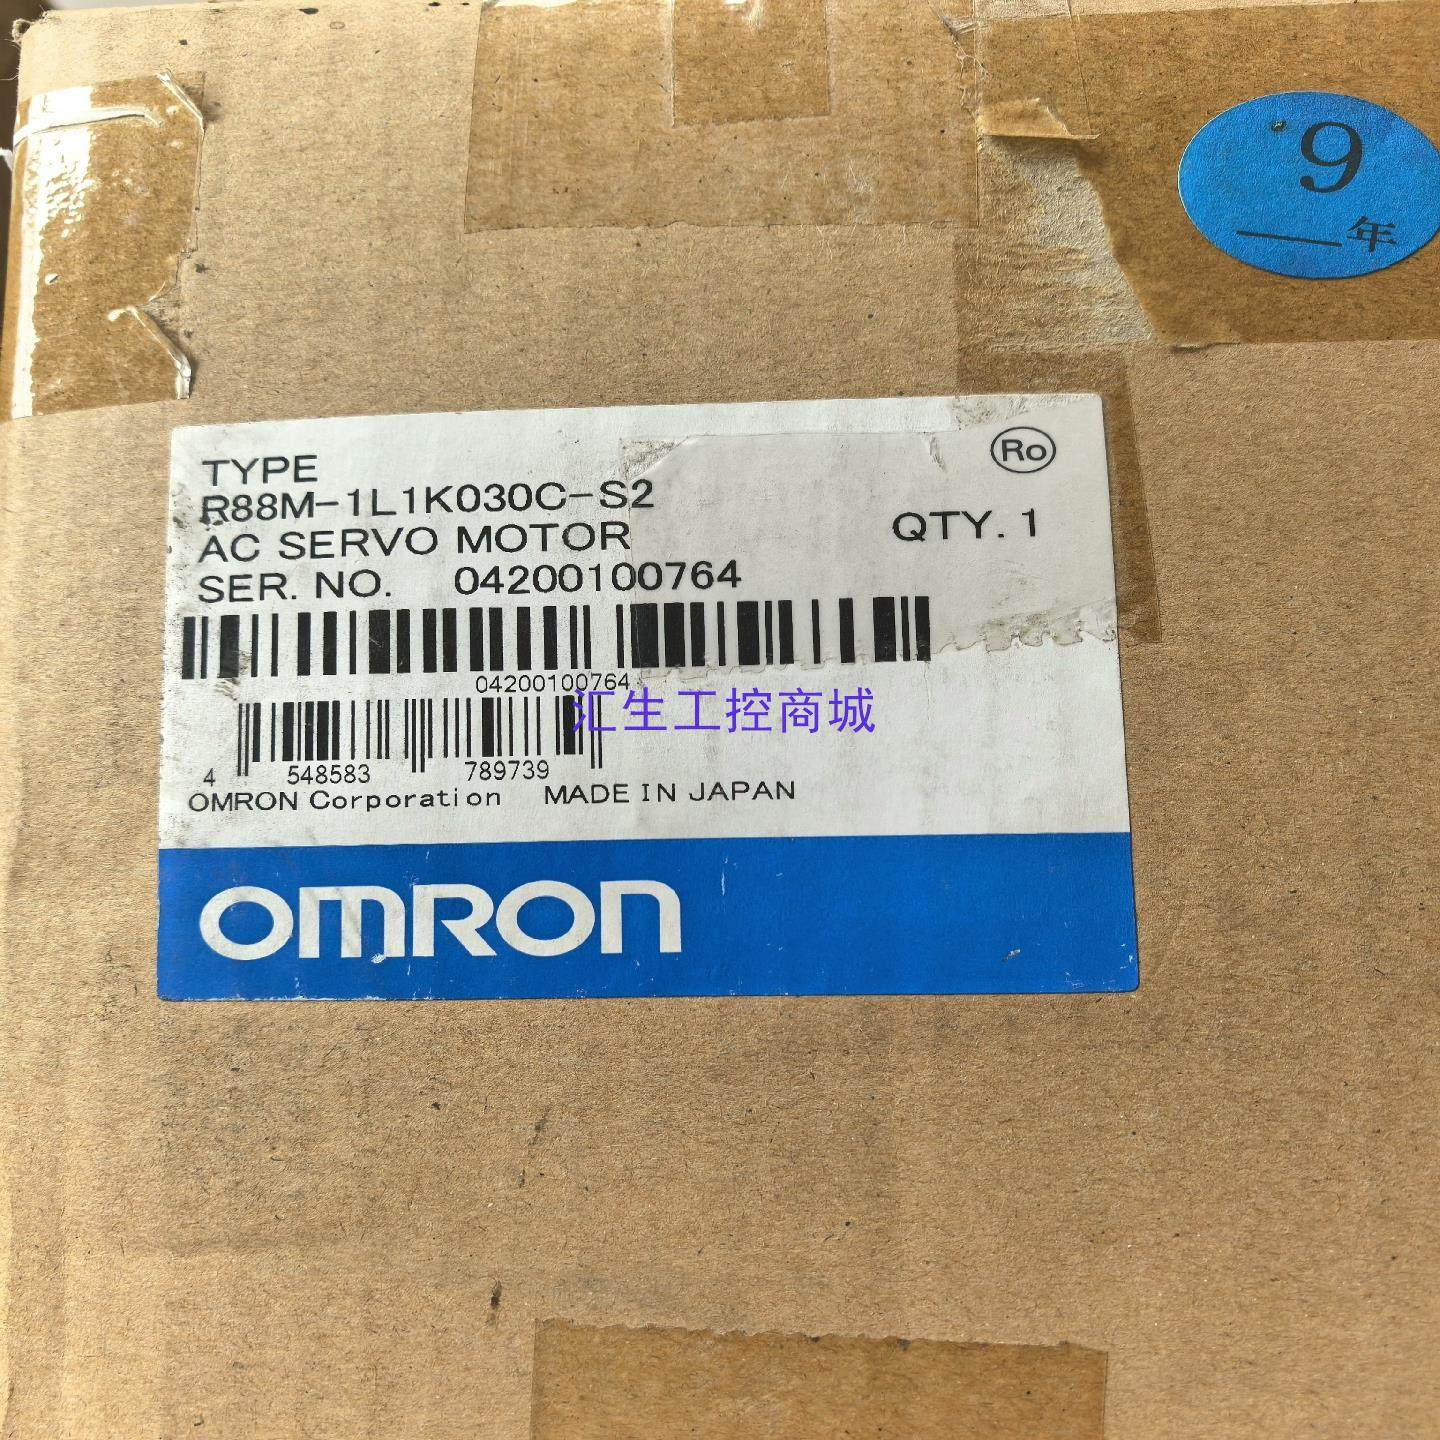 9
年
TYPE
Ro
R88M-1L1K030C-S2
AC SERVO MOTOR
QTY. 1
SER. NO. 04200100764
04200100764
汇生工控商城
4 548583 789739
OMRON Corporation MADE IN JAPAN
OMRON